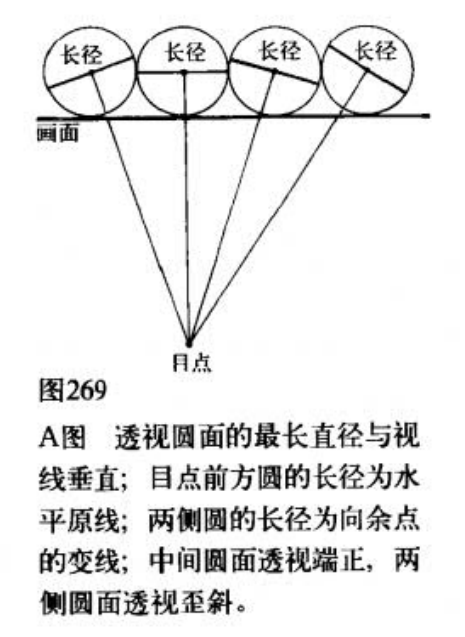 长径 长径 长径 长径
画面
目点
图269
A图 透视圆面的最长直径与视
线垂直；目点前方圆的长径为水
平原线；两侧圆的长径为向余点
的变线；中间圆面透视端正，两
侧圆面透视歪斜。